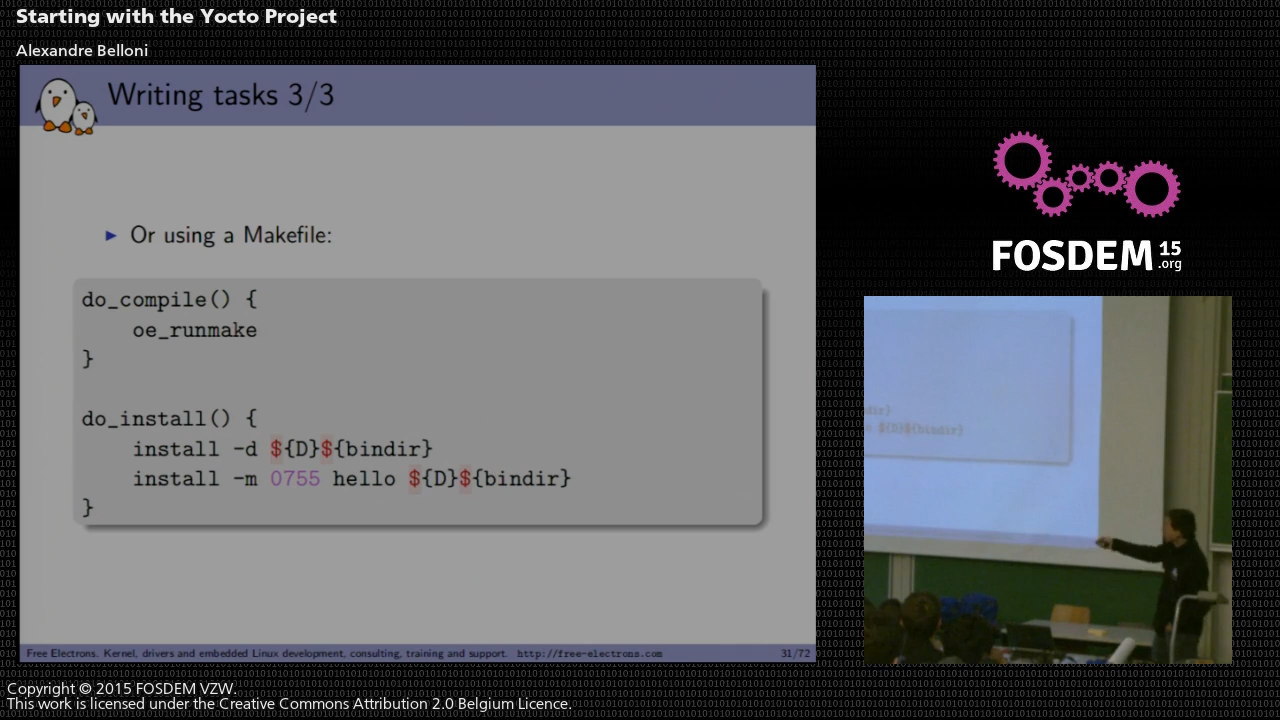 Starting with the Yocto Project
Alexandre Belloni
Writing tasks 3/3
▶ Or using a Makefile:
do_compile() {
    oe_runmake
}
do_install() {
    install -d ${D}${bindir}
    install -m 0755 hello ${D}${bindir}
}
Free Electrons. Kernel, drivers and embedded Linux development, consulting, training and support. http://free-electrons.com 31/72
FOSDEM 15
.org
dir}
${D}${bindir}
Copyright © 2015 FOSDEM VZW.
This work is licensed under the Creative Commons Attribution 2.0 Belgium Licence.